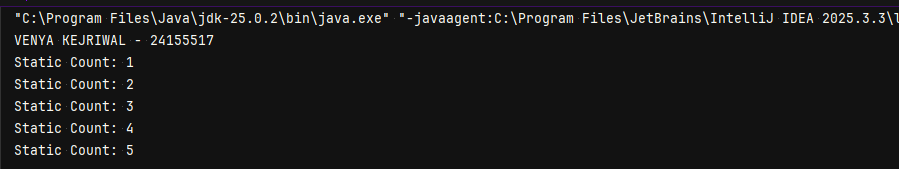 "C:\Program Files\Java\jdk-25.0.2\bin\java.exe" "-javaagent:C:\Program Files\JetBrains\IntelliJ IDEA 2025.3.3\l
VENYA KEJRIWAL - 24155517
Static Count: 1
Static Count: 2
Static Count: 3
Static Count: 4
Static Count: 5